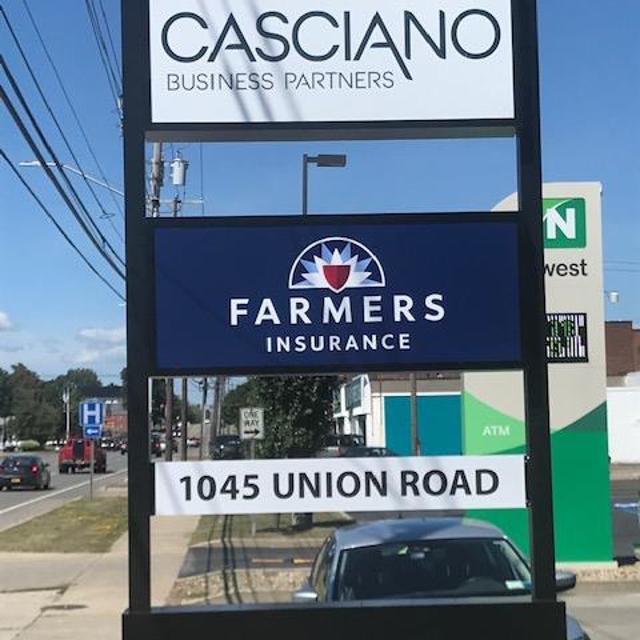 CASCIANO
BUSINESS PARTNERS
FARMERS
INSURANCE
N
west
ATM
H
ONE
WAY
1045 UNION ROAD